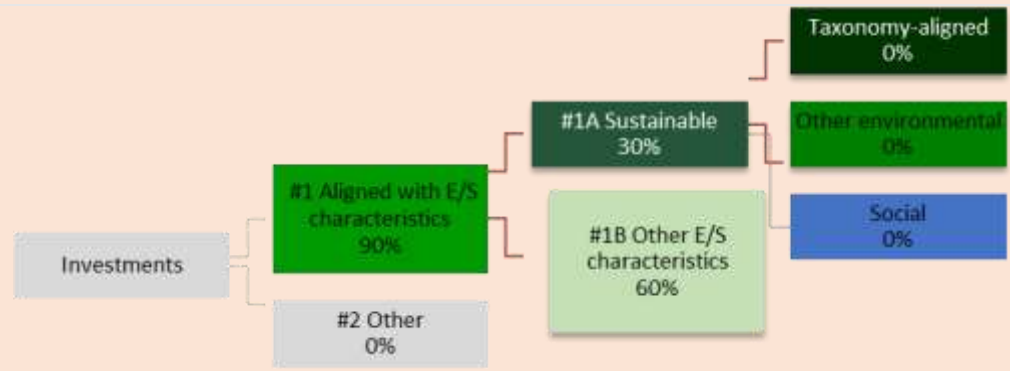 Taxonomy-aligned
0%
#1A Sustainable
30%
Other environmental
0%
#1 Aligned with E/S
characteristics
90%
Social
0%
#1B Other E/S
characteristics
60%
Investments
#2 Other
0%